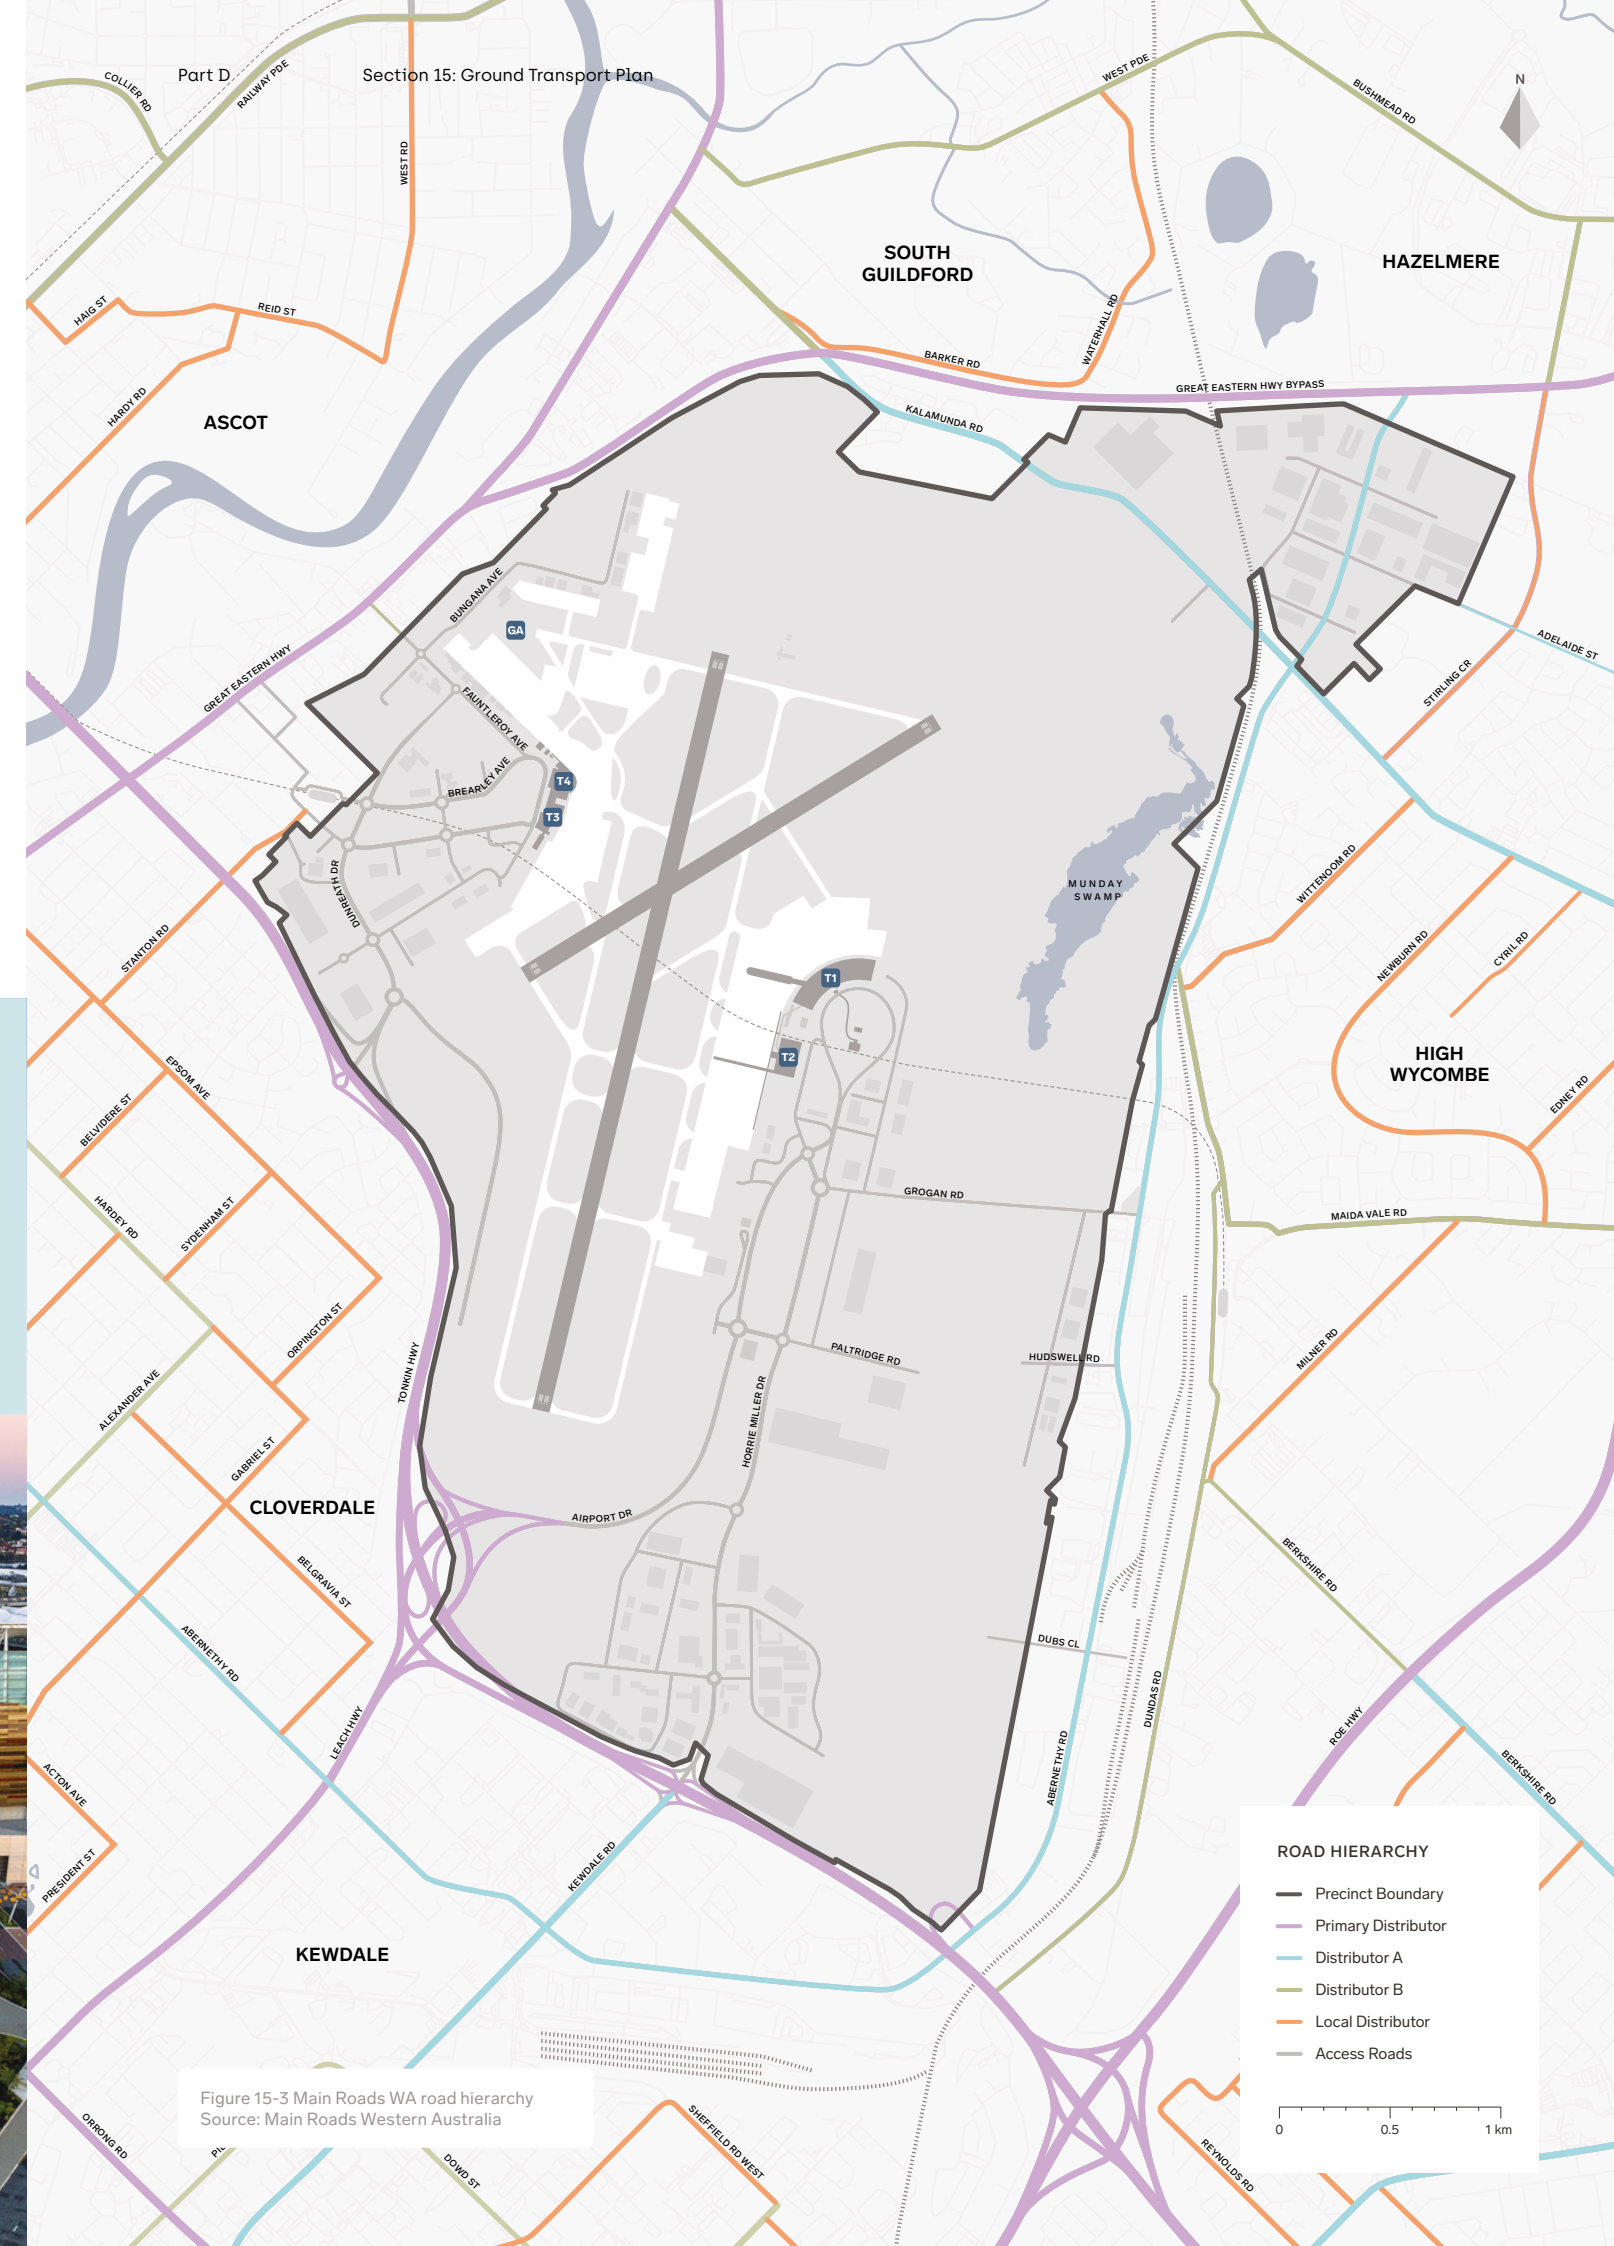 Part D
Section 15: Ground Transport Plan
COLLIER RD
RAILWAY PDE
WEST RD
WEST PDE
BUSHMEAD RD
N
SOUTH
GUILDFORD
HAZELMERE
HAIG ST
REID ST
WATERHALL RD
BARKER RD
GREAT EASTERN HWY BYPASS
HARDY RD
ASCOT
KALAMUNDA RD
BUNGANA AVE
GA
ADELAIDE ST
GREAT EASTERN HWY
STIRLING CR
FAUNTLEROY AVE
BREARLEY AVE
T4
T3
DUNREATH DR
MUNDAY
SWAMP
WITTENOOM RD
STANTON RD
NEWBURN RD
CYRIL RD
T1
T2
HIGH
WYCOMBE
EPSOM AVE
BELVIDERE ST
EDNEY RD
GROGAN RD
HARDEY RD
SYDENHAM ST
MAIDA VALE RD
ORPINGTON ST
PALTRIDGE RD
HUDSWELL RD
MILNER RD
TONKIN HWY
ALEXANDER AVE
HORRIE MILLER DR
GABRIEL ST
CLOVERDALE
AIRPORT DR
BELGRAVIA ST
BERKSHIRE RD
ABERNETHY RD
DUBS CL
DUNDAS RD
LEACH HWY
ROE HWY
ABERNETHY RD
BERKSHIRE RD
ACTON AVE
PRESIDENT ST
KEWDALE RD
KEWDALE
ROAD HIERARCHY
Precinct Boundary
Primary Distributor
Distributor A
Distributor B
Local Distributor
Access Roads
0 0.5 1 km
Figure 15-3 Main Roads WA road hierarchy
Source: Main Roads Western Australia
ORRONG RD
DOWD ST
SHEFFIELD RD WEST
REYNOLDS RD